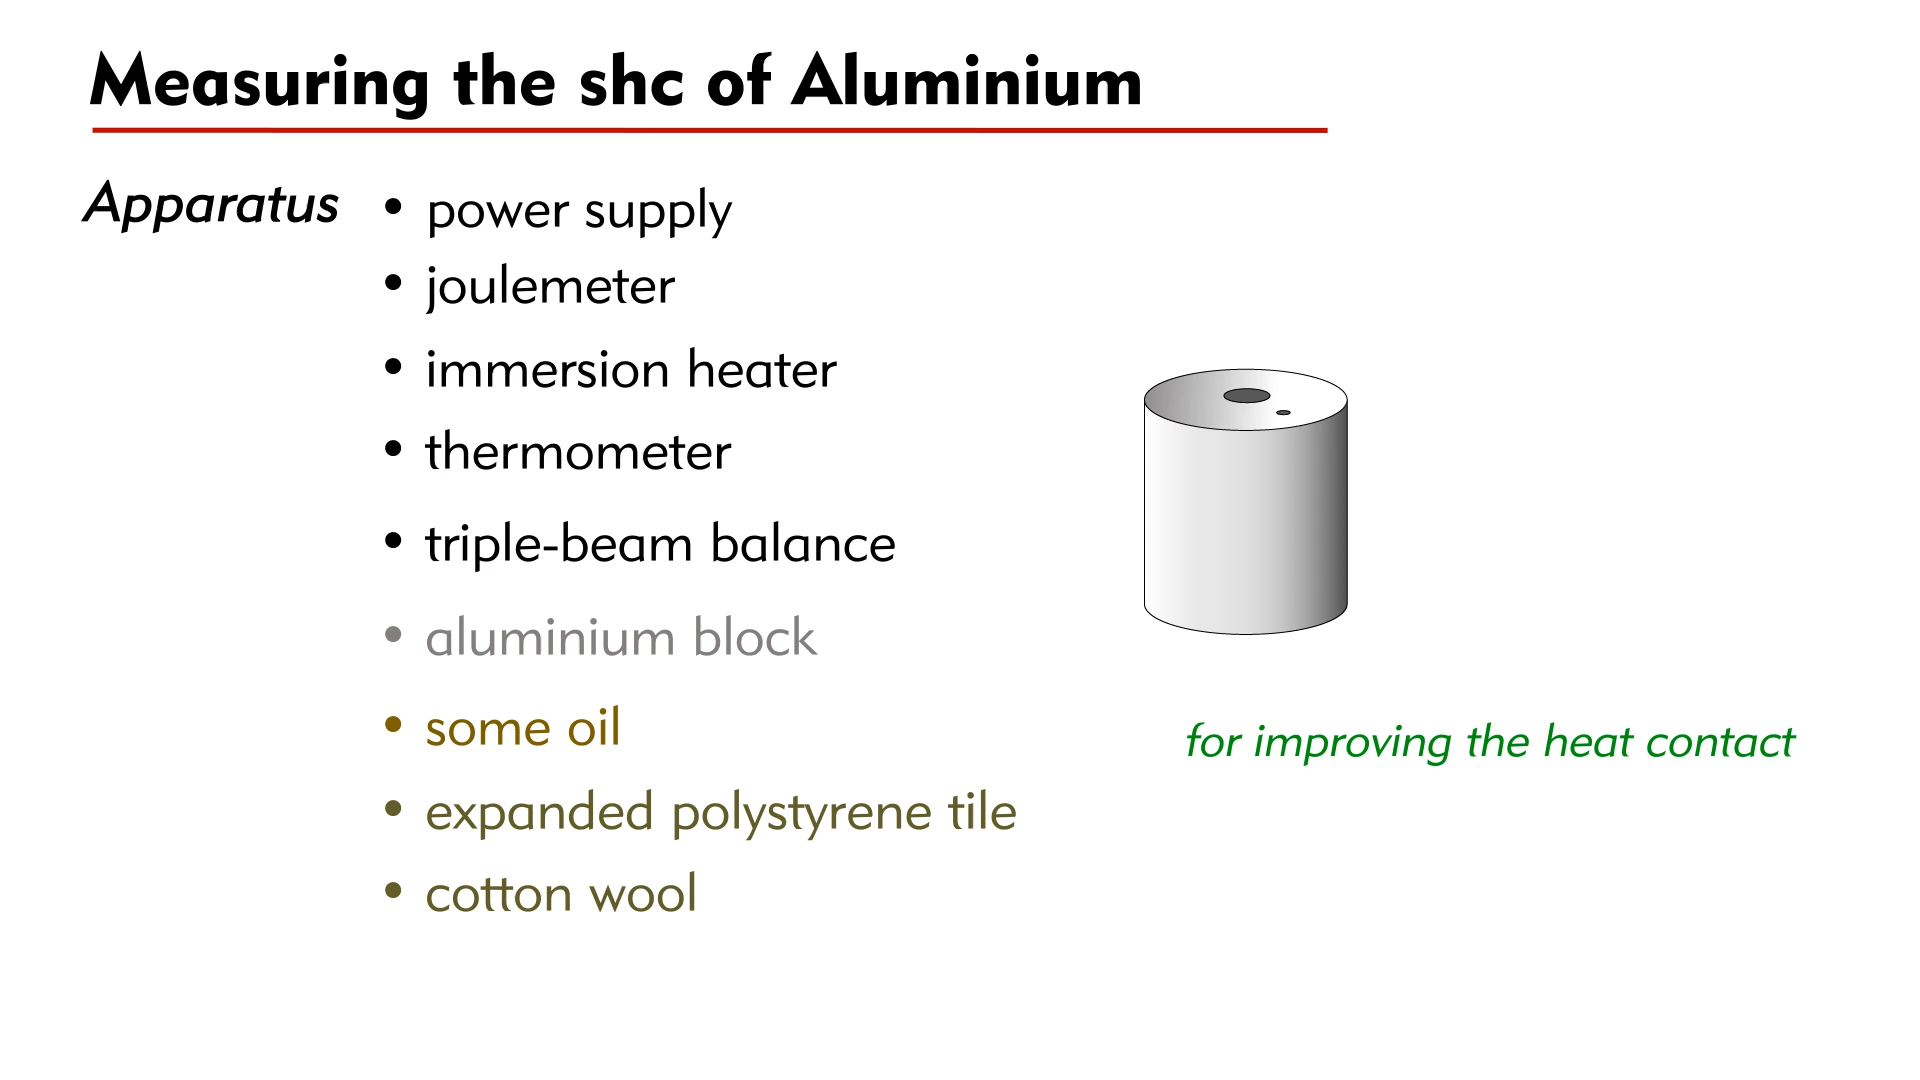 Measuring the shc of Aluminium
Apparatus
• power supply
• joulemeter
• immersion heater
• thermometer
• triple-beam balance
• aluminium block
• some oil
for improving the heat contact
• expanded polystyrene tile
• cotton wool